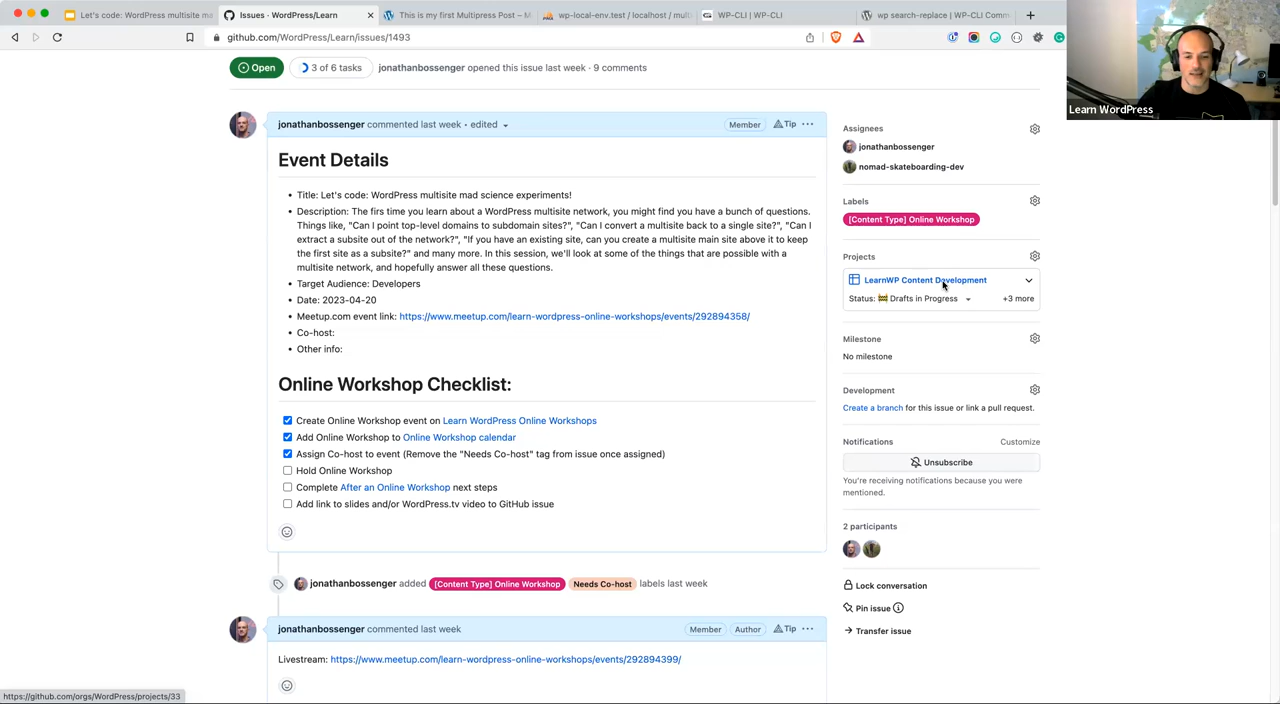 Let's code: WordPress multisite ma
Issues · WordPress/Learn
This is my first Multipress Post – M
wp-local-env.test / localhost / mult
WP-CLI | WP-CLI
wp search-replace | WP-CLI Comm
github.com/WordPress/Learn/issues/1493
Open
3 of 6 tasks
jonathanbossenger opened this issue last week · 9 comments
Learn WordPress
jonathanbossenger commented last week • edited
Member
Tip
Event Details
• Title: Let's code: WordPress multisite mad science experiments!
• Description: The firs time you learn about a WordPress multisite network, you might find you have a bunch of questions.
Things like, "Can I point top-level domains to subdomain sites?", "Can I convert a multisite back to a single site?", "Can I
extract a subsite out of the network?", "If you have an existing site, can you create a multisite main site above it to keep
the first site as a subsite?" and many more. In this session, we'll look at some of the things that are possible with a
multisite network, and hopefully answer all these questions.
• Target Audience: Developers
• Date: 2023-04-20
• Meetup.com event link: https://www.meetup.com/learn-wordpress-online-workshops/events/292894358/
• Co-host:
• Other info:
Online Workshop Checklist:
Create Online Workshop event on Learn WordPress Online Workshops
Add Online Workshop to Online Workshop calendar
Assign Co-host to event (Remove the "Needs Co-host" tag from issue once assigned)
Hold Online Workshop
Complete After an Online Workshop next steps
Add link to slides and/or WordPress.tv video to GitHub issue
jonathanbossenger added [Content Type] Online Workshop Needs Co-host labels last week
jonathanbossenger commented last week
Member
Author
Tip
Livestream: https://www.meetup.com/learn-wordpress-online-workshops/events/292894399/
Assignees
jonathanbossenger
nomad-skateboarding-dev
Labels
[Content Type] Online Workshop
Projects
LearnWP Content Development
Status: 🚧 Drafts in Progress
+3 more
Milestone
No milestone
Development
Create a branch for this issue or link a pull request.
Notifications
Customize
Unsubscribe
You're receiving notifications because you were
mentioned.
2 participants
Lock conversation
Pin issue
Transfer issue
https://github.com/orgs/WordPress/projects/33